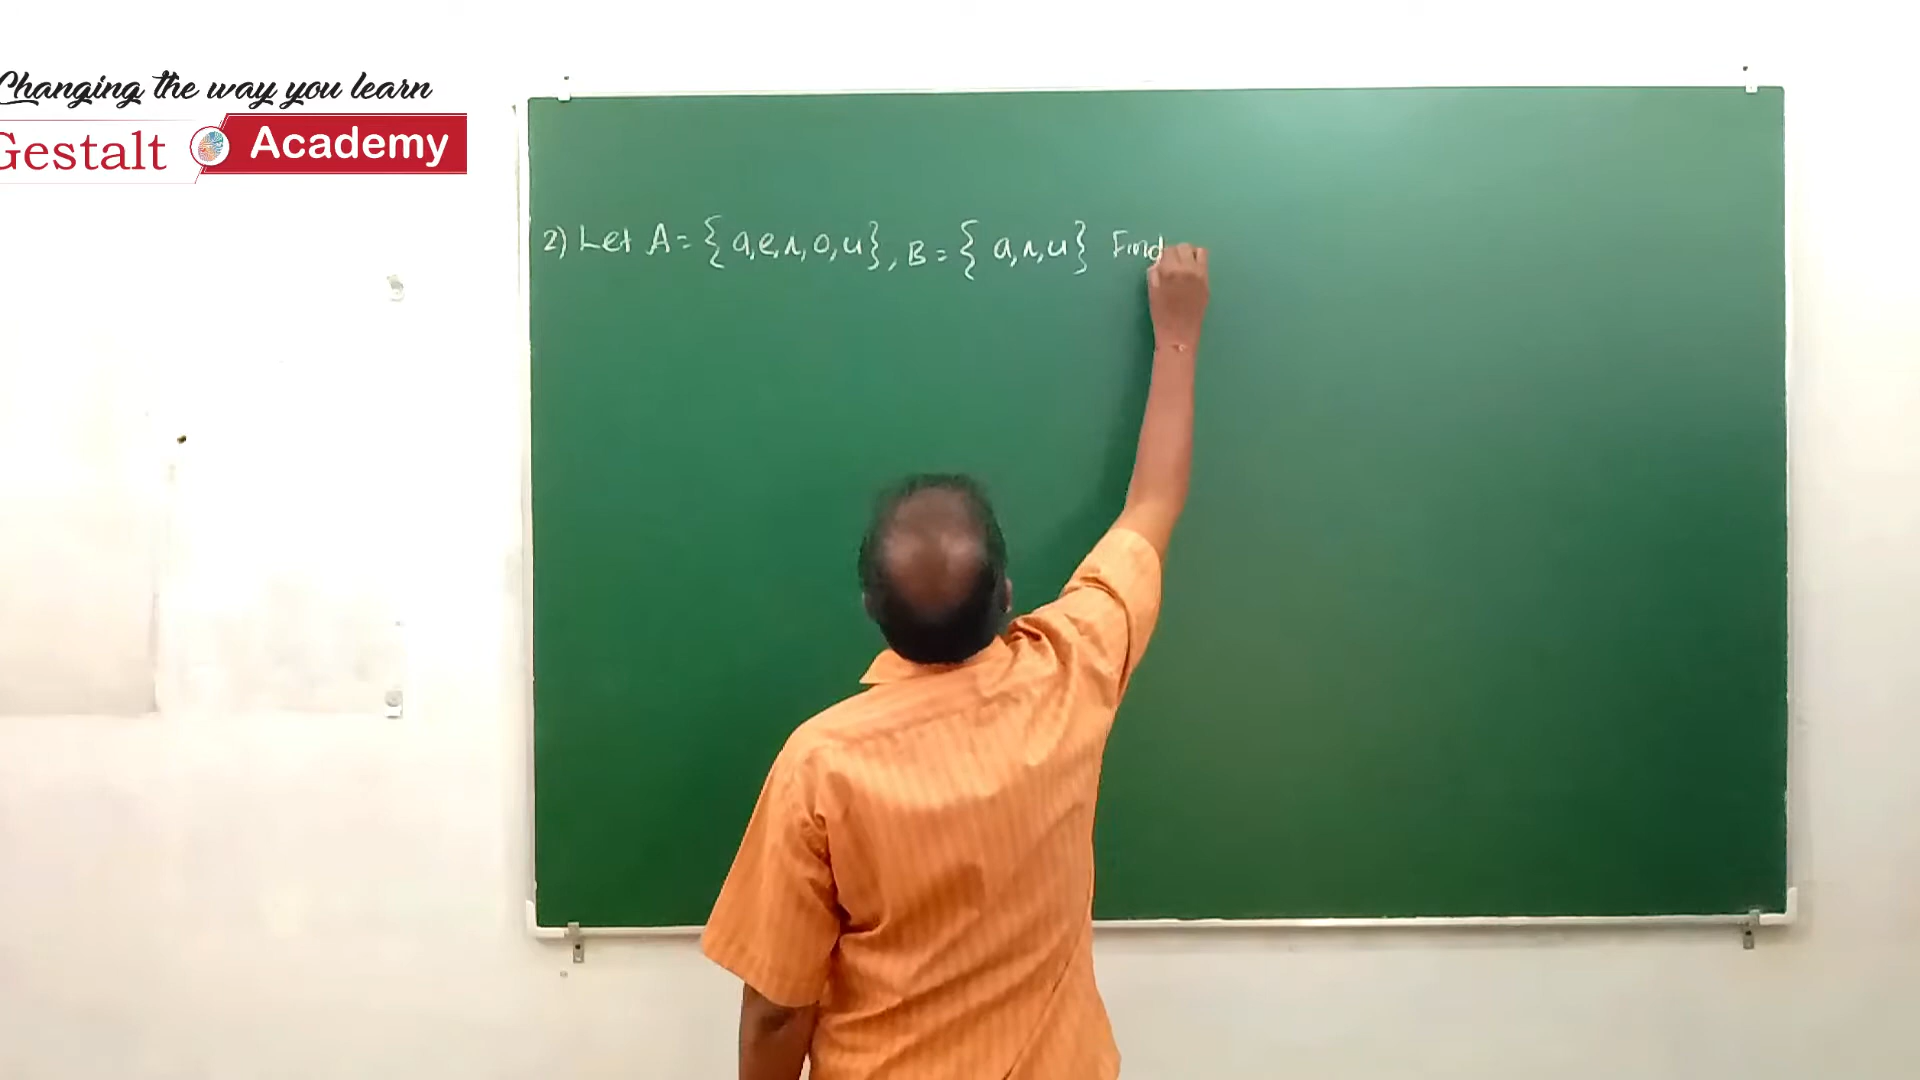 Changing the way you learn
Gestalt Academy
2) Let A = { a, e, i, o, u }, B = { a, i, u } Find